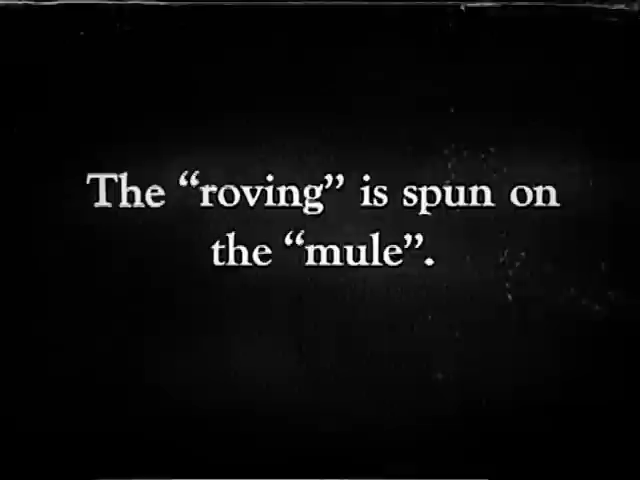 The “roving” is spun on
the “mule”.